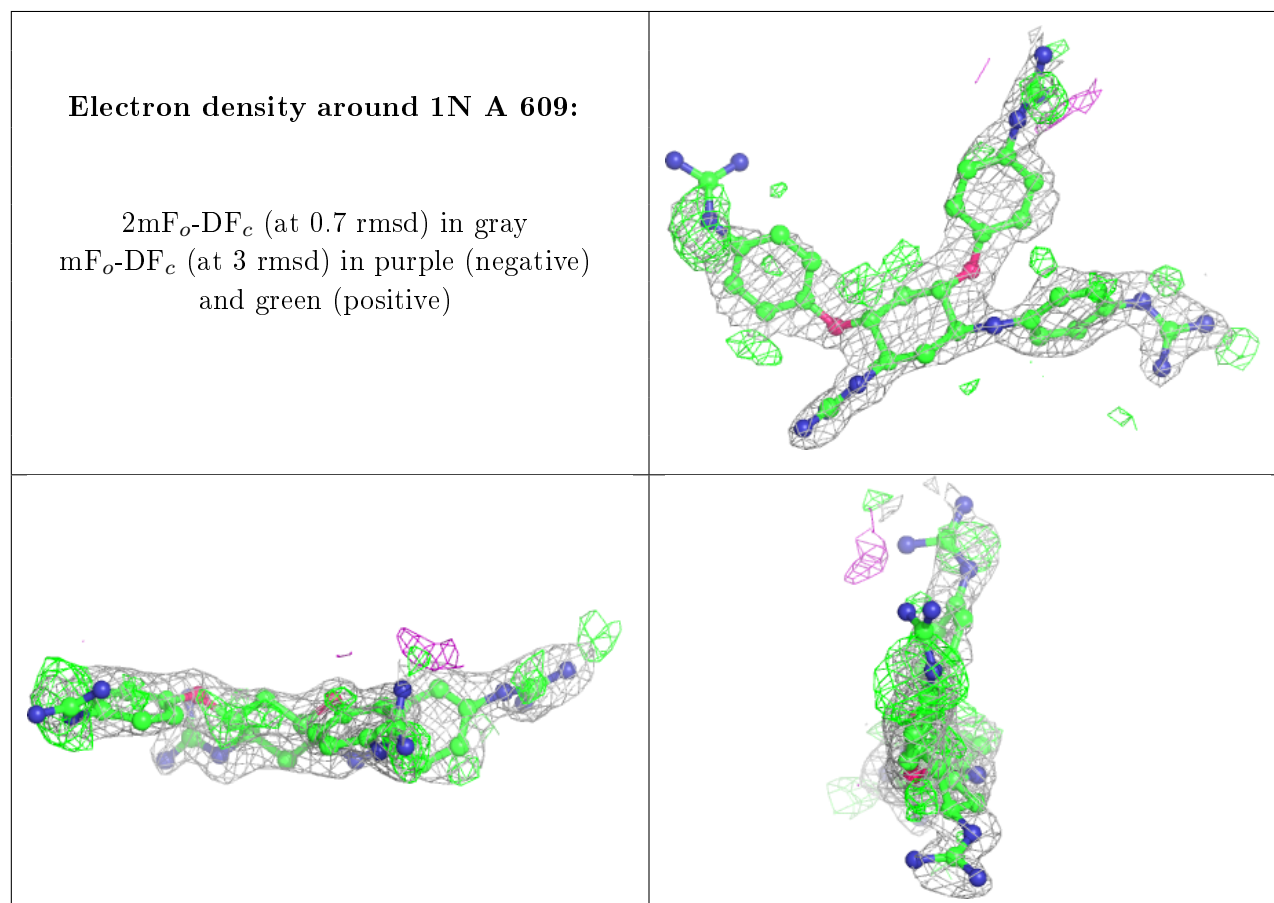 Electron density around 1N A 609:
2mFo-DFc (at 0.7 rmsd) in gray
mFo-DFc (at 3 rmsd) in purple (negative)
and green (positive)